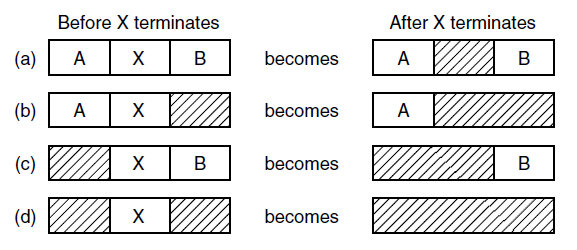 Before X terminates After X terminates
(a) A X B becomes A B
(b) A X becomes A
(c) X B becomes B
(d) X becomes